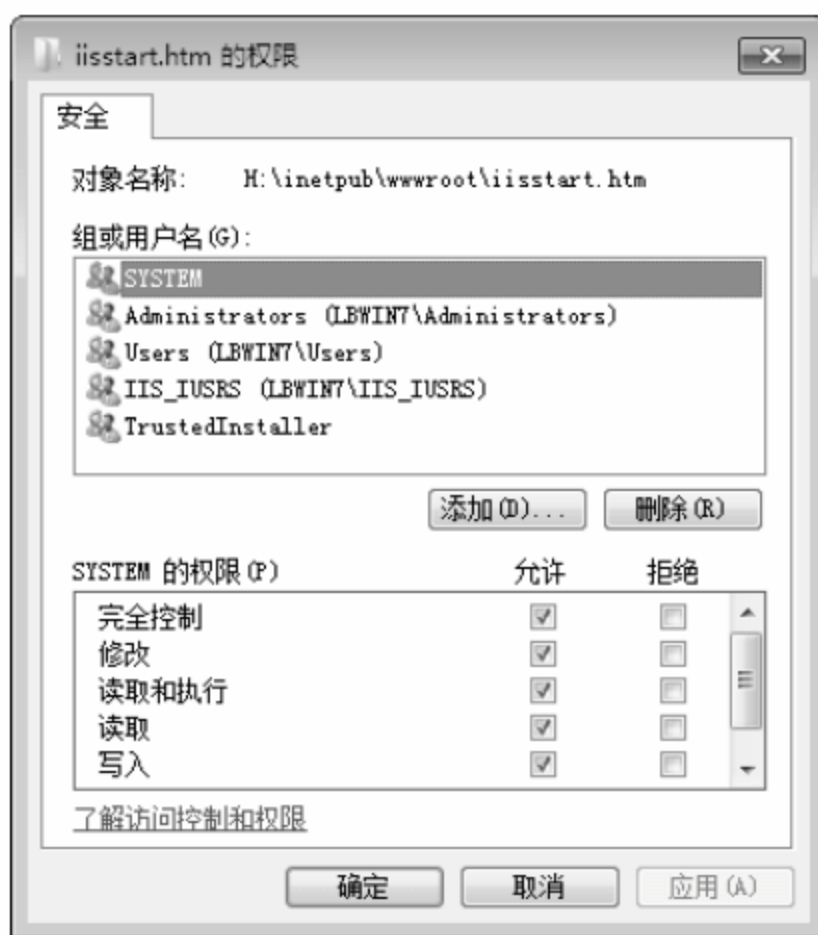 iisstart.htm 的权限
安全
对象名称: H:\inetpub\wwwroot\iisstart.htm
组或用户名(G):
SYSTEM
Administrators (LBWIN7\Administrators)
Users (LBWIN7\Users)
IIS_IUSRS (LBWIN7\IIS_IUSRS)
TrustedInstaller
添加(D)... 删除(R)
SYSTEM 的权限(P) 允许 拒绝
完全控制
修改
读取和执行
读取
写入
了解访问控制和权限
确定 取消 应用(A)